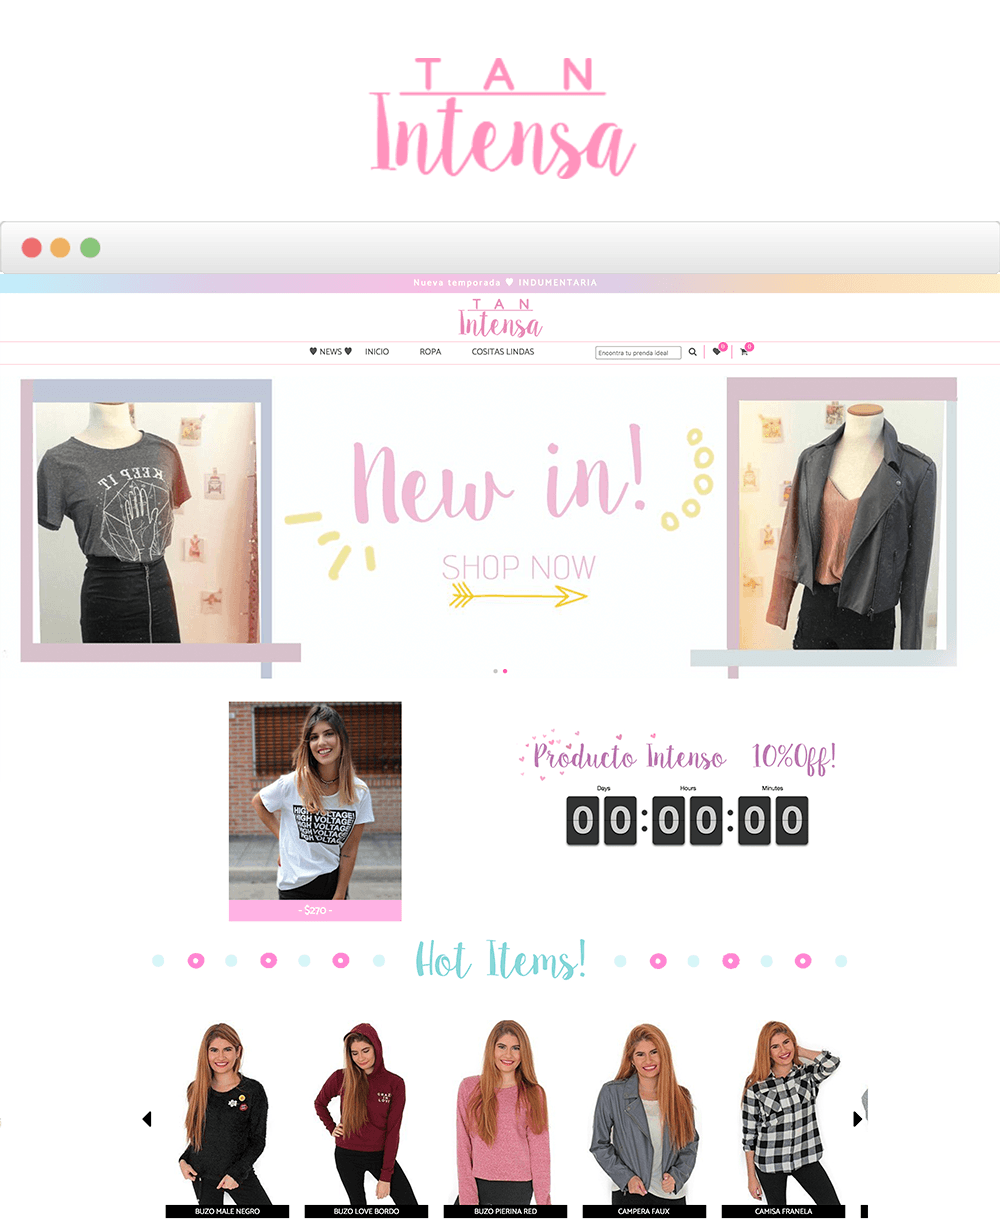 TAN
Intensa
Nueva temporada ♥ INDUMENTARIA
TAN
Intensa
♥ NEWS ♥ INICIO ROPA COSITAS LINDAS Encontra tu prenda ideal 0 0
KEEP IT
New in!
SHOP NOW
HIGH VOLTAGE!
HIGH VOLTAGE!
HIGH VOLTAGE!
HIGH VOLTAGE!
- $270 -
Producto Intenso 10%Off!
Days Hours Minutes
00:00:00
Hot Items!
BUZO MALE NEGRO BUZO LOVE BORDO BUZO PIERINA RED CAMPERA FAUX CAMISA FRANELA